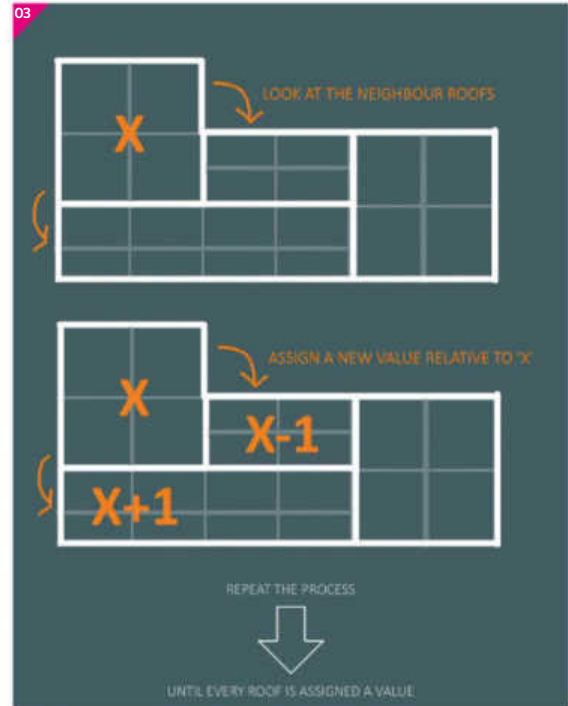 03
LOOK AT THE NEIGHBOUR ROOFS
X
ASSIGN A NEW VALUE RELATIVE TO 'X'
X
X-1
X+1
REPEAT THE PROCESS
UNTIL EVERY ROOF IS ASSIGNED A VALUE